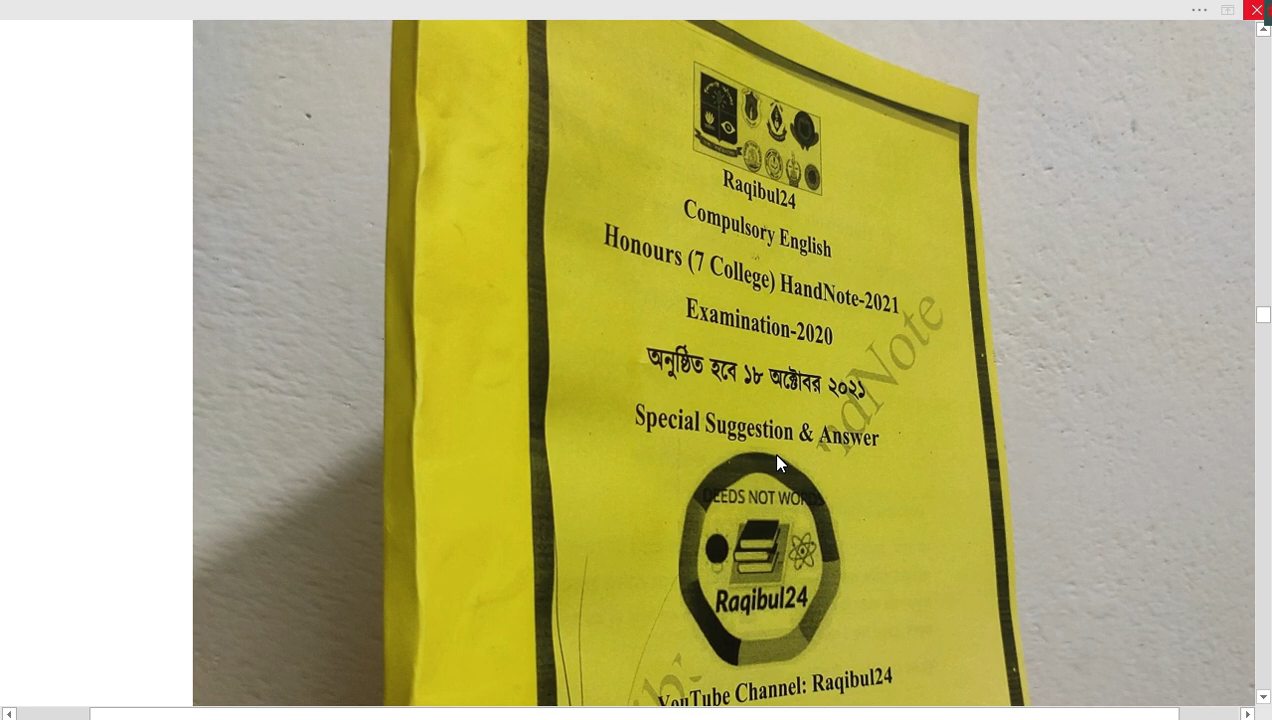 Raqibul24
Compulsory English
Honours (7 College) HandNote-2021
Examination-2020
অনুষ্ঠিত হবে ১৮ অক্টোবর ২০২১
Special Suggestion & Answer
ndNote
DEEDS NOT WORDS
Raqibul24
YouTube Channel: Raqibul24